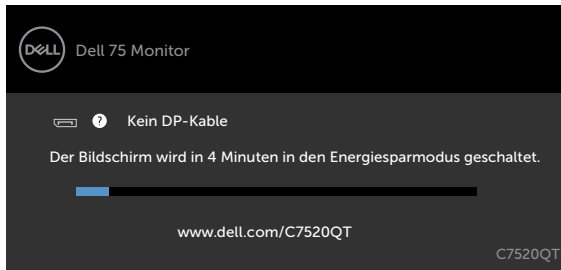 DELL
Dell 75 Monitor
? Kein DP-Kable
Der Bildschirm wird in 4 Minuten in den Energiesparmodus geschaltet.
www.dell.com/C7520QT
C7520QT